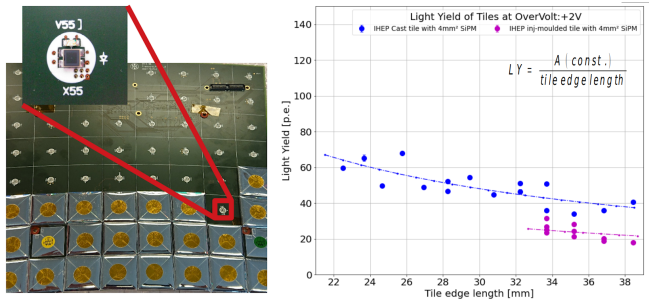 V55
X55
Light Yield of Tiles at OverVolt:+2V
IHEP Cast tile with 4mm² SiPM
IHEP inj-moulded tile with 4mm² SiPM
LY = A (const.) / tile edge length
Light Yield [p.e.]
140
120
100
80
60
40
20
0
22 24 26 28 30 32 34 36 38
Tile edge length [mm]